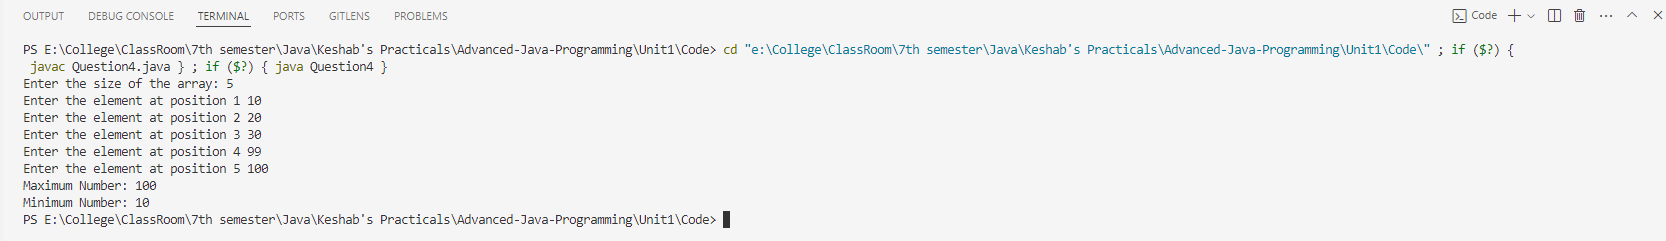 OUTPUT DEBUG CONSOLE TERMINAL PORTS GITLENS PROBLEMS Code
PS E:\College\ClassRoom\7th semester\Java\Keshab's Practicals\Advanced-Java-Programming\Unit1\Code> cd "e:\College\ClassRoom\7th semester\Java\Keshab's Practicals\Advanced-Java-Programming\Unit1\Code\" ; if ($?) {
javac Question4.java } ; if ($?) { java Question4 }
Enter the size of the array: 5
Enter the element at position 1 10
Enter the element at position 2 20
Enter the element at position 3 30
Enter the element at position 4 99
Enter the element at position 5 100
Maximum Number: 100
Minimum Number: 10
PS E:\College\ClassRoom\7th semester\Java\Keshab's Practicals\Advanced-Java-Programming\Unit1\Code>